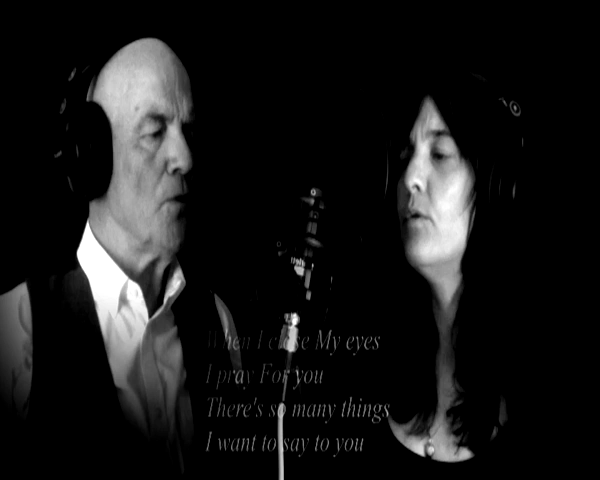 When I close My eyes
I pray For you
There's so many things
I want to say to you